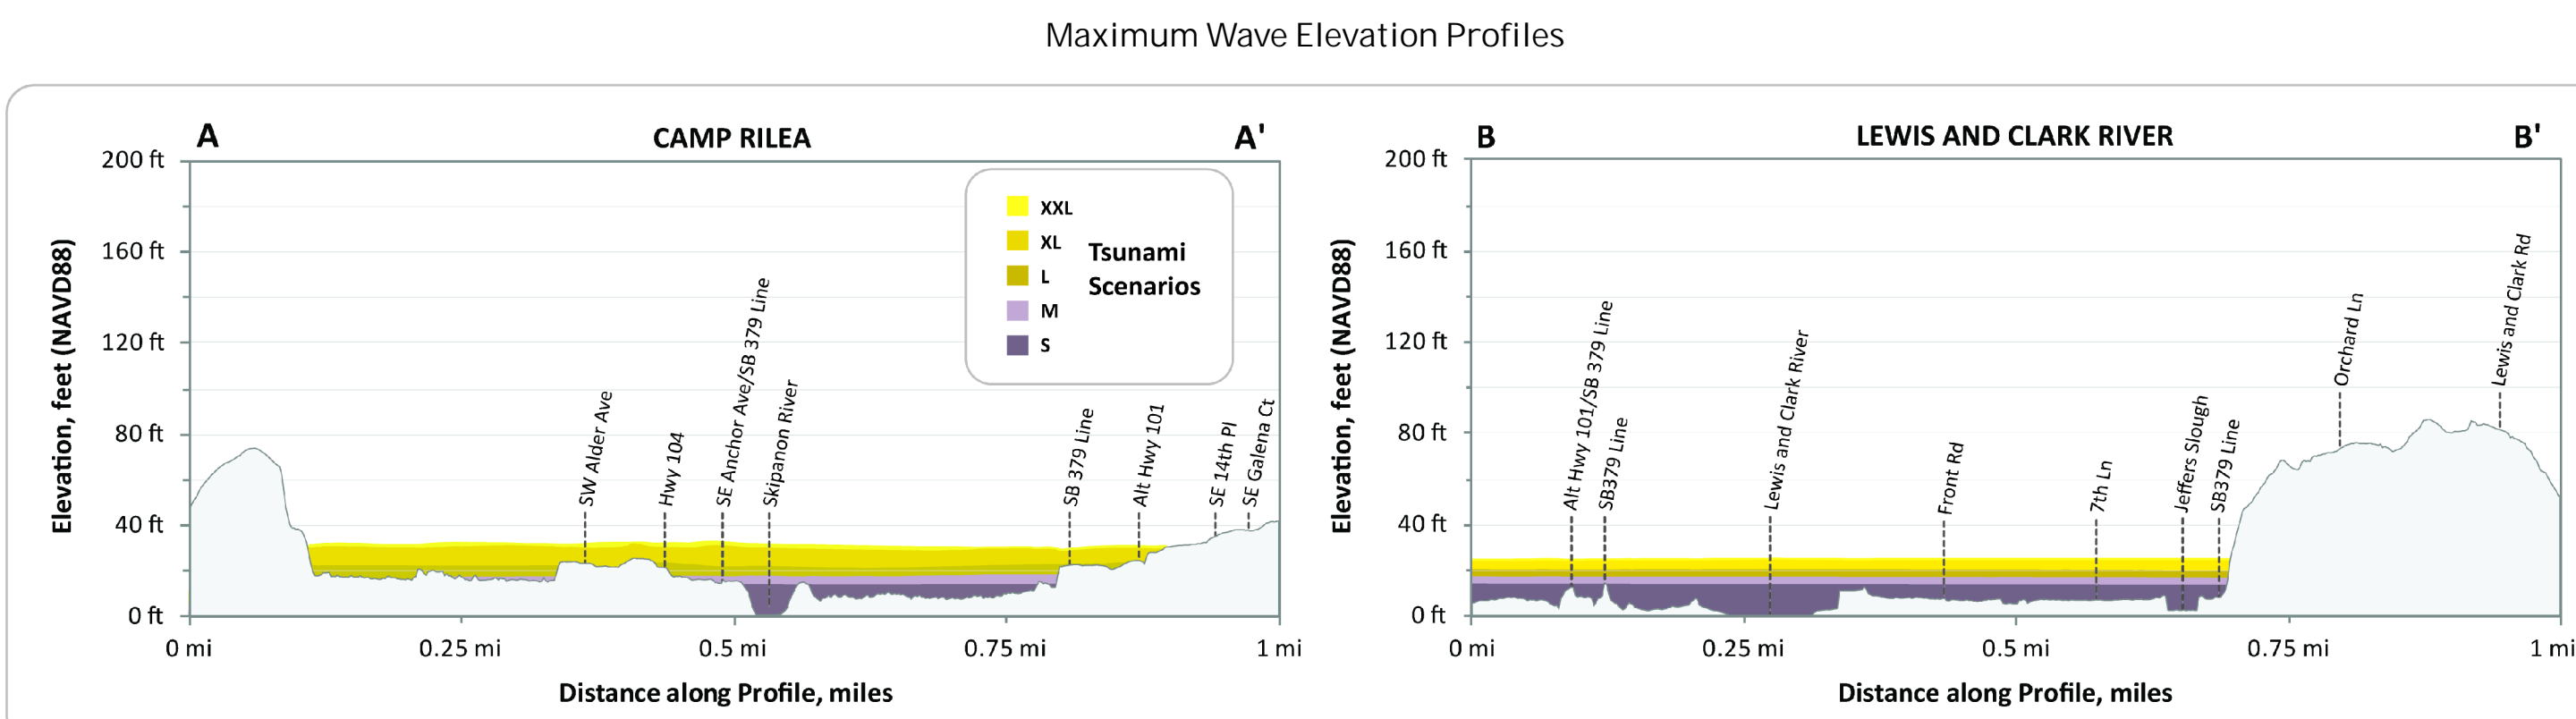 Maximum Wave Elevation Profiles
A
CAMP RILEA
A'
200 ft
160 ft
120 ft
80 ft
40 ft
0 ft
Elevation, feet (NAVD88)
XXL
XL
L
M
S
Tsunami
Scenarios
SW Alder Ave
Hwy 104
SE Anchor Ave/SB 379 Line
Skipanon River
SB 379 Line
Alt Hwy 101
SE 14th Pl
SE Galena Ct
0 mi
0.25 mi
0.5 mi
0.75 mi
1 mi
Distance along Profile, miles
B
LEWIS AND CLARK RIVER
B'
200 ft
160 ft
120 ft
80 ft
40 ft
0 ft
Elevation, feet (NAVD88)
Alt Hwy 101/SB 379 Line
SB379 Line
Lewis and Clark River
Front Rd
7th Ln
Jeffers Slough
SB379 Line
Orchard Ln
Lewis and Clark Rd
0 mi
0.25 mi
0.5 mi
0.75 mi
1 mi
Distance along Profile, miles